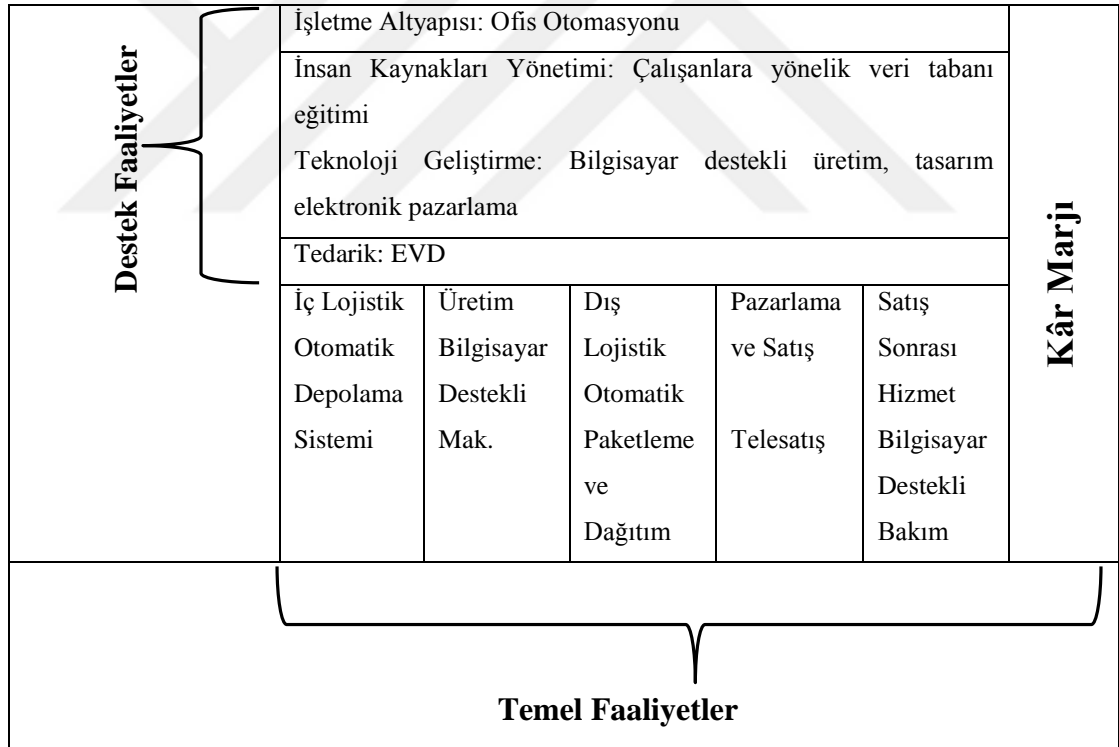 Destek Faaliyetler
İşletme Altyapısı: Ofis Otomasyonu
İnsan Kaynakları Yönetimi: Çalışanlara yönelik veri tabanı
eğitimi
Teknoloji Geliştirme: Bilgisayar destekli üretim, tasarım
elektronik pazarlama
Tedarik: EVD
İç Lojistik
Otomatik
Depolama
Sistemi
Üretim
Bilgisayar
Destekli
Mak.
Dış
Lojistik
Otomatik
Paketleme
ve
Dağıtım
Pazarlama
ve Satış
Telesatış
Satış
Sonrası
Hizmet
Bilgisayar
Destekli
Bakım
Kâr Marjı
Temel Faaliyetler